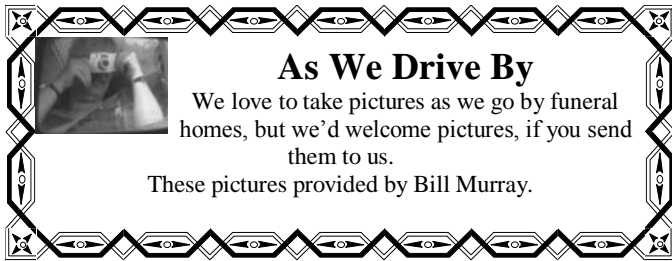 As We Drive By
We love to take pictures as we go by funeral
homes, but we’d welcome pictures, if you send
them to us.
These pictures provided by Bill Murray.